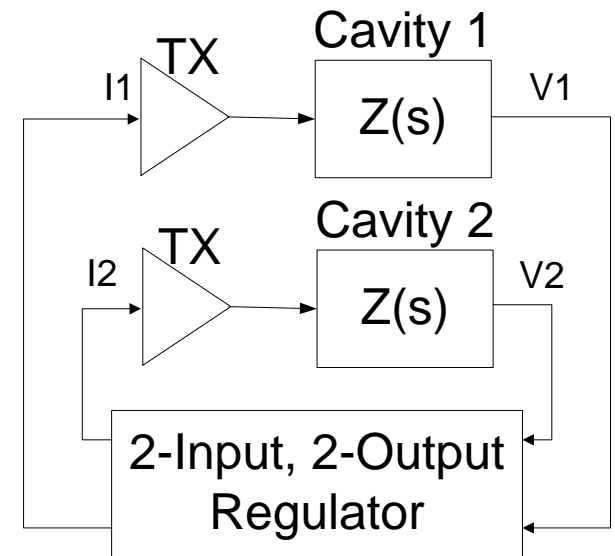 Cavity 1
TX
I1
V1
Z(s)
Cavity 2
TX
I2
V2
Z(s)
2-Input, 2-Output
Regulator